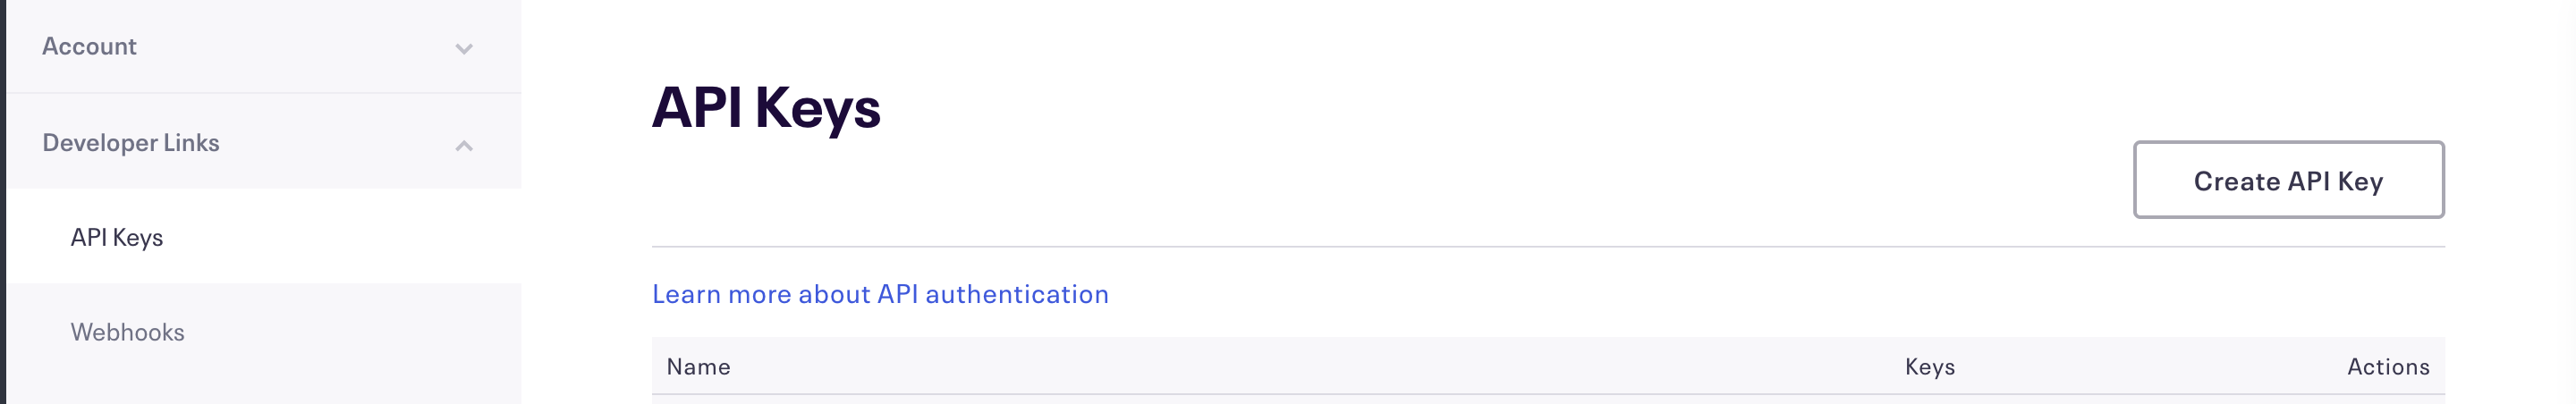 Account
Developer Links
API Keys
Webhooks
API Keys
Create API Key
Learn more about API authentication
Name Keys Actions